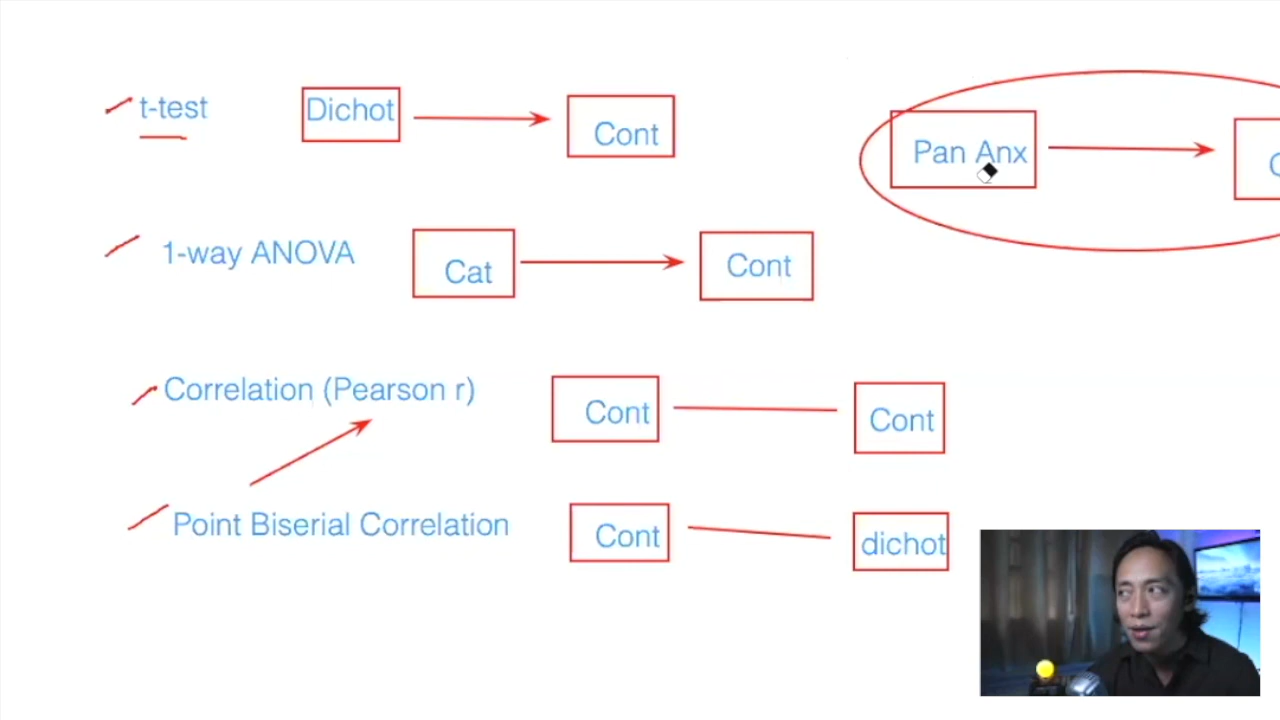 t-test Dichot Cont
Pan Anx
1-way ANOVA Cat Cont
Correlation (Pearson r) Cont Cont
Point Biserial Correlation Cont dichot